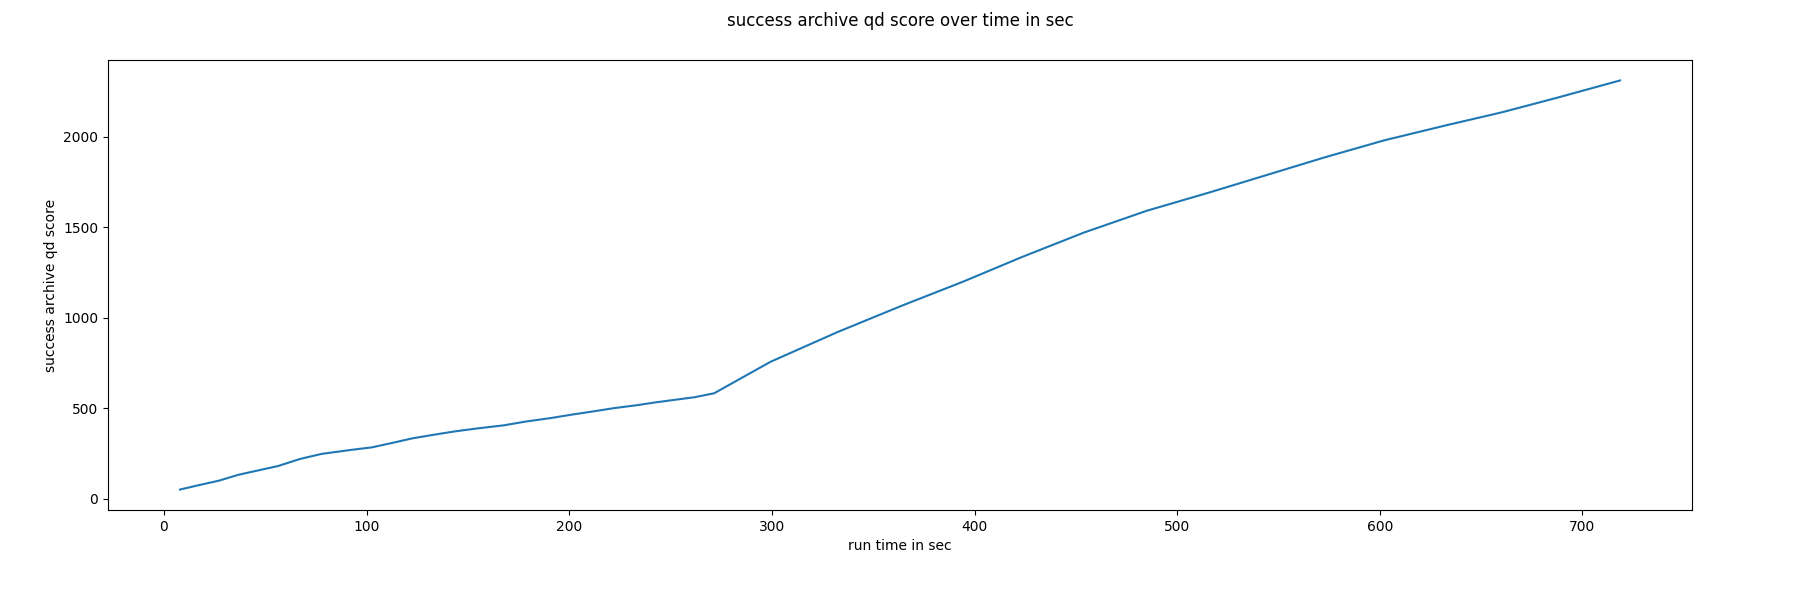 success archive qd score over time in sec
success archive qd score
2000
1500
1000
500
0
0 100 200 300 400 500 600 700
run time in sec